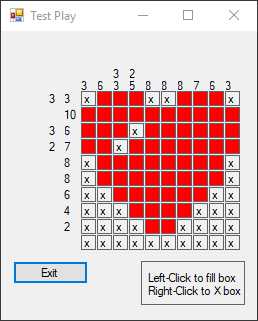 Test Play
3 2
3 6 3 5 8 8 8 7 6 3
3 3 x x x x
10
3 6 x
2 7 x
8 x x
8 x x
6 x x x x
4 x x x x x x
2 x x x x x x x x
x x x x x x x x x x
Exit
Left-Click to fill box
Right-Click to X box